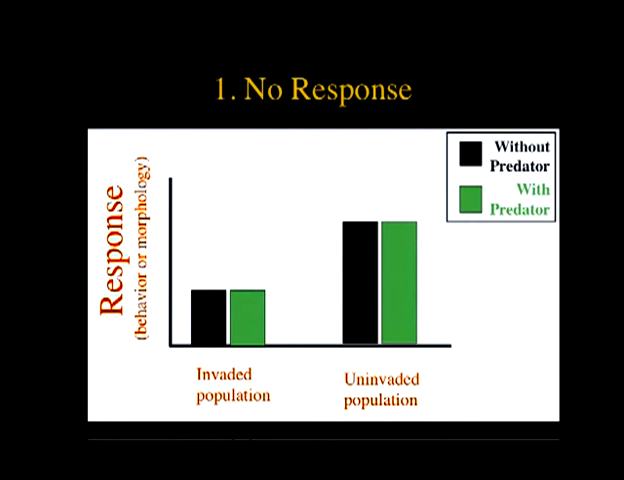 1. No Response
Without
Predator
With
Predator
Response
(behavior or morphology)
Invaded
population
Uninvaded
population